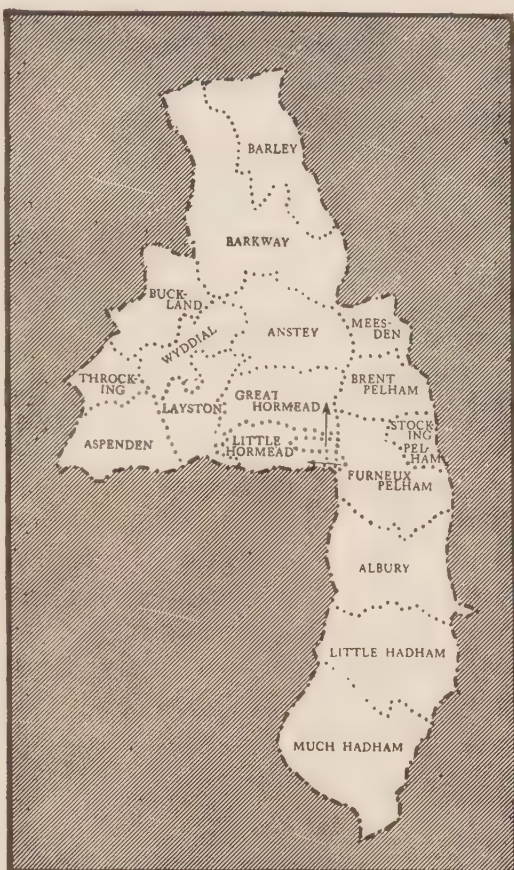 BARLEY
BARKWAY
BUCK-
LAND
WYDDIAL
ANSTEY
MEES-
DEN
THROCK-
ING
LAYSTON
GREAT
HORMEAD
BRENT
PELHAM
ASPENDEN
LITTLE
HORMEAD
STOCK
ING
PEL-
HAM
FURNEUX
PELHAM
ALBURY
LITTLE HADHAM
MUCH HADHAM